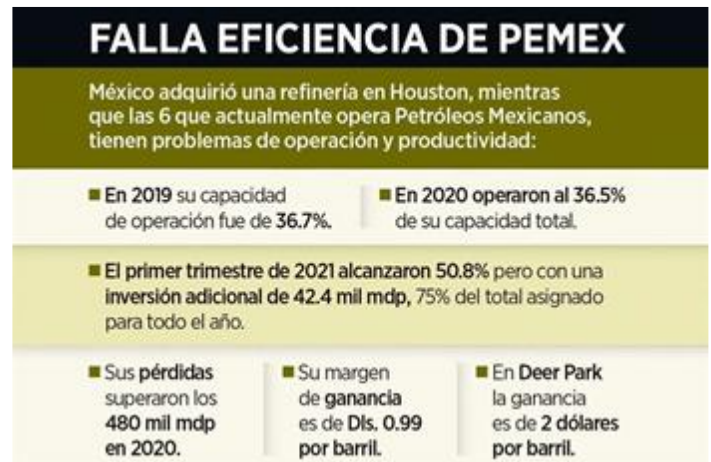 FALLA EFICIENCIA DE PEMEX
México adquirió una refinería en Houston, mientras
que las 6 que actualmente opera Petróleos Mexicanos,
tienen problemas de operación y productividad:
■ En 2019 su capacidad
de operación fue de 36.7%.
■ En 2020 operaron al 36.5%
de su capacidad total.
■ El primer trimestre de 2021 alcanzaron 50.8% pero con una
inversión adicional de 42.4 mil mdp, 75% del total asignado
para todo el año.
■ Sus pérdidas
superaron los
480 mil mdp
en 2020.
■ Su margen
de ganancia
es de Dls. 0.99
por barril.
■ En Deer Park
la ganancia
es de 2 dólares
por barril.